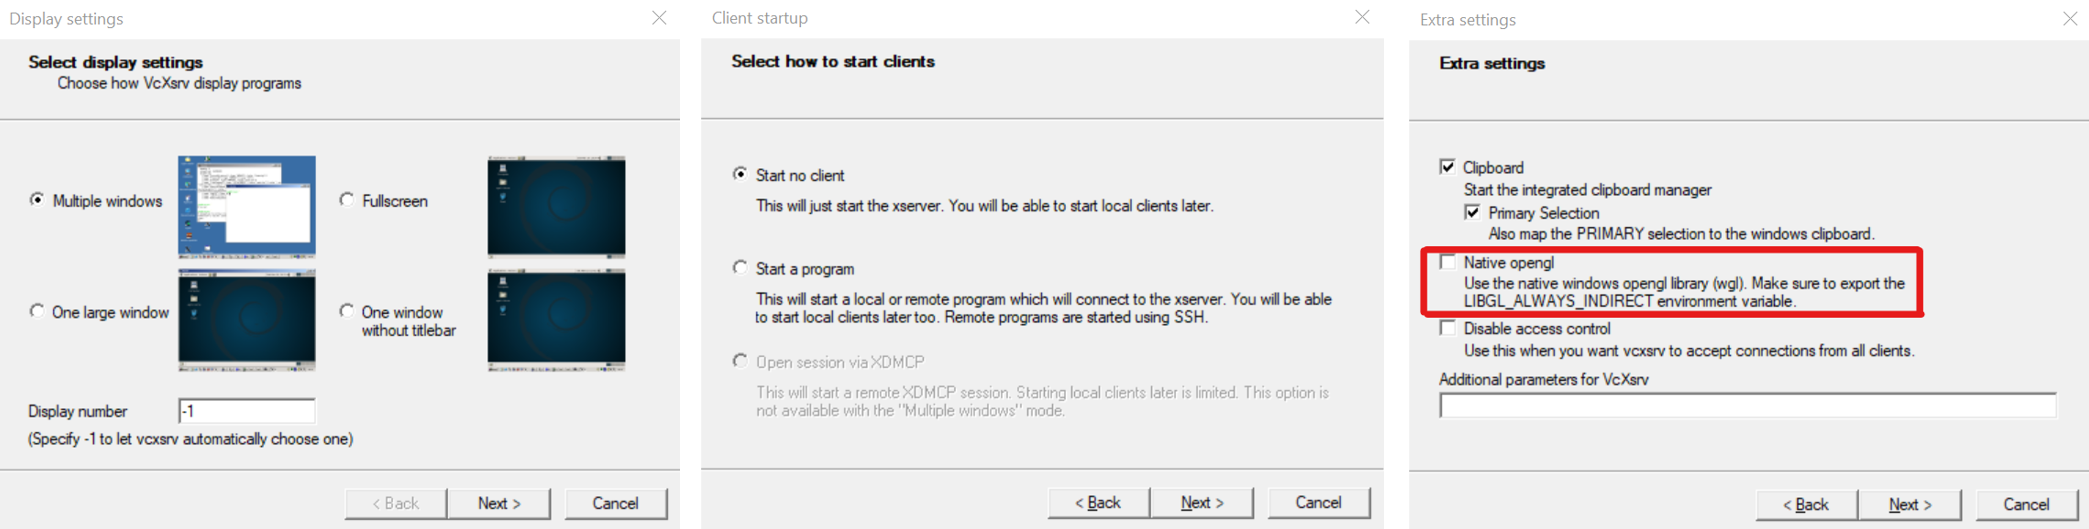 Display settings
Select display settings
Choose how VcXsrv display programs
Multiple windows
Fullscreen
One large window
One window
without titlebar
Display number
-1
(Specify -1 to let vcxsrv automatically choose one)
< Back
Next >
Cancel
Client startup
Select how to start clients
Start no client
This will just start the xserver. You will be able to start local clients later.
Start a program
This will start a local or remote program which will connect to the xserver. You will be able
to start local clients later too. Remote programs are started using SSH.
Open session via XDMCP
This will start a remote XDMCP session. Starting local clients later is limited. This option is
not available with the "Multiple windows" mode.
< Back
Next >
Cancel
Extra settings
Extra settings
Clipboard
Start the integrated clipboard manager
Primary Selection
Also map the PRIMARY selection to the windows clipboard.
Native opengl
Use the native windows opengl library (wgl). Make sure to export the
LIBGL_ALWAYS_INDIRECT environment variable.
Disable access control
Use this when you want vcxsrv to accept connections from all clients.
Additional parameters for VcXsrv
< Back
Next >
Cancel